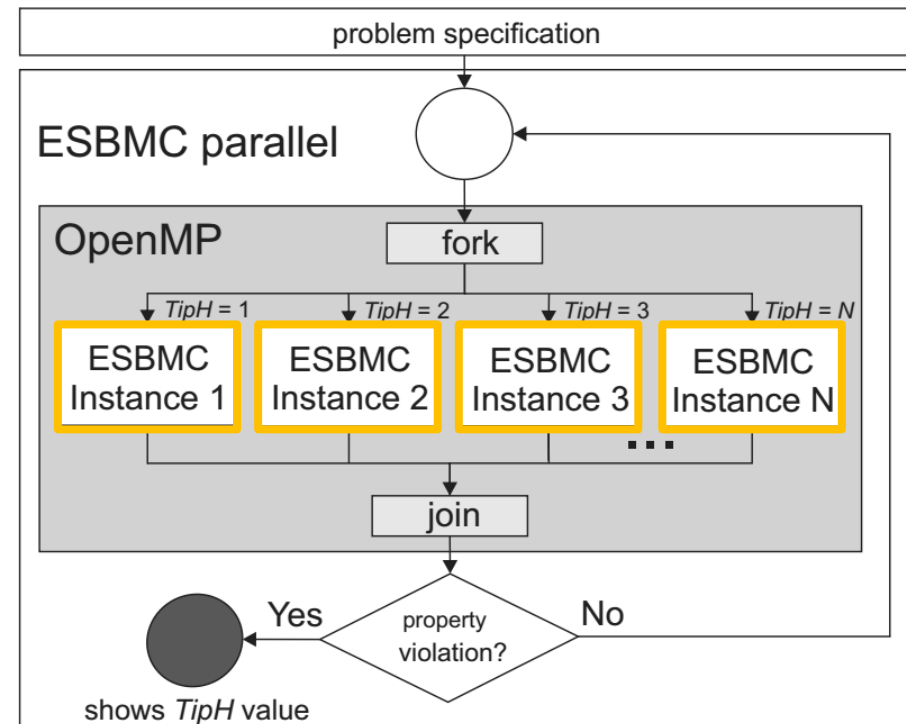 problem specification
ESBMC parallel
OpenMP
fork
TipH = 1
TipH = 2
TipH = 3
TipH = N
ESBMC
Instance 1
ESBMC
Instance 2
ESBMC
Instance 3
ESBMC
Instance N
...
join
Yes
property
violation?
No
shows TipH value